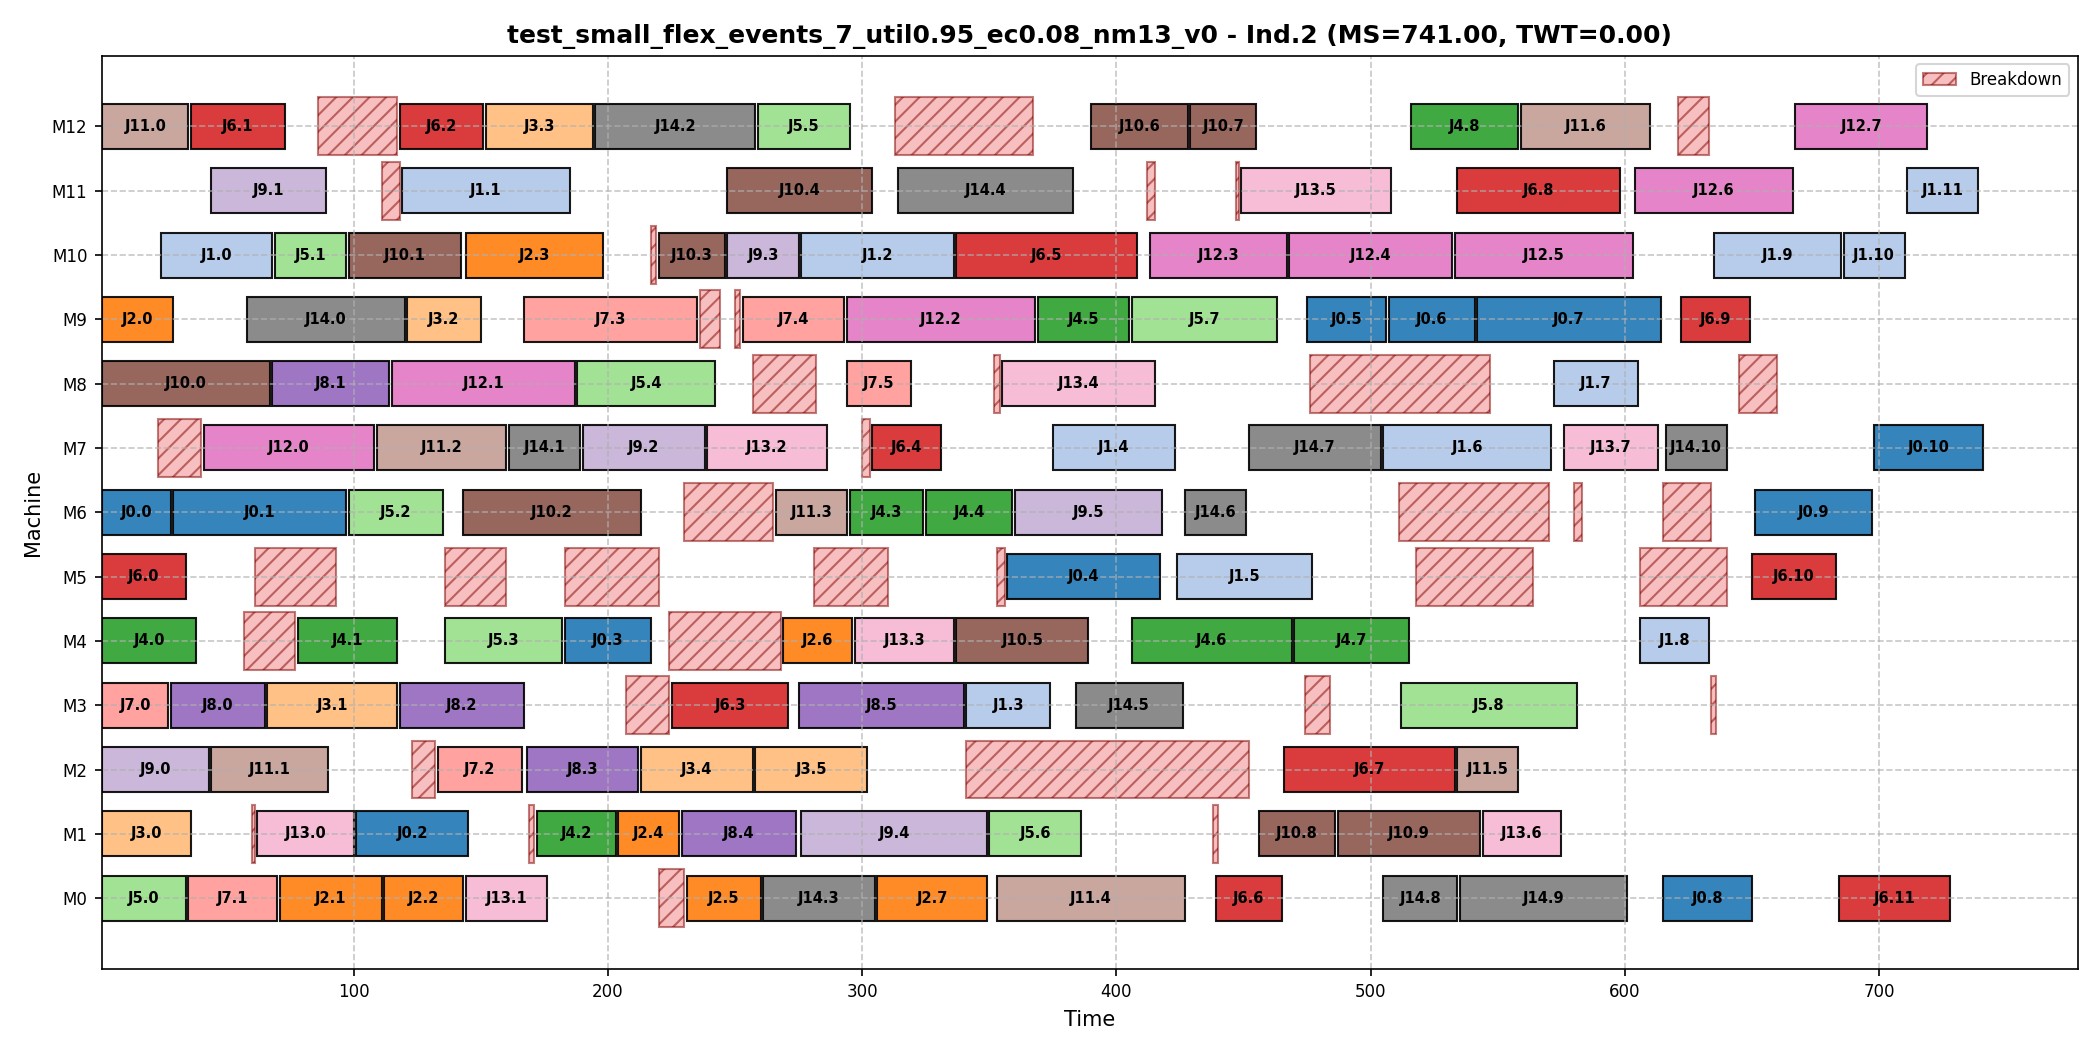 test_small_flex_events_7_util0.95_ec0.08_nm13_v0 - Ind.2 (MS=741.00, TWT=0.00)
Breakdown
M12 J11.0 J6.1 J6.2 J3.3 J14.2 J5.5 J10.6 J10.7 J4.8 J11.6 J12.7
M11 J9.1 J1.1 J10.4 J14.4 J13.5 J6.8 J12.6 J1.11
M10 J1.0 J5.1 J10.1 J2.3 J10.3 J9.3 J1.2 J6.5 J12.3 J12.4 J12.5 J1.9 J1.10
M9 J2.0 J14.0 J3.2 J7.3 J7.4 J12.2 J4.5 J5.7 J0.5 J0.6 J0.7 J6.9
M8 J10.0 J8.1 J12.1 J5.4 J7.5 J13.4 J1.7
M7 J12.0 J11.2 J14.1 J9.2 J13.2 J6.4 J1.4 J14.7 J1.6 J13.7 J14.10 J0.10
M6 J0.0 J0.1 J5.2 J10.2 J11.3 J4.3 J4.4 J9.5 J14.6 J0.9
M5 J6.0 J0.4 J1.5 J6.10
M4 J4.0 J4.1 J5.3 J0.3 J2.6 J13.3 J10.5 J4.6 J4.7 J1.8
M3 J7.0 J8.0 J3.1 J8.2 J6.3 J8.5 J1.3 J14.5 J5.8
M2 J9.0 J11.1 J7.2 J8.3 J3.4 J3.5 J6.7 J11.5
M1 J3.0 J13.0 J0.2 J4.2 J2.4 J8.4 J9.4 J5.6 J10.8 J10.9 J13.6
M0 J5.0 J7.1 J2.1 J2.2 J13.1 J2.5 J14.3 J2.7 J11.4 J6.6 J14.8 J14.9 J0.8 J6.11
Machine
100 200 300 400 500 600 700
Time